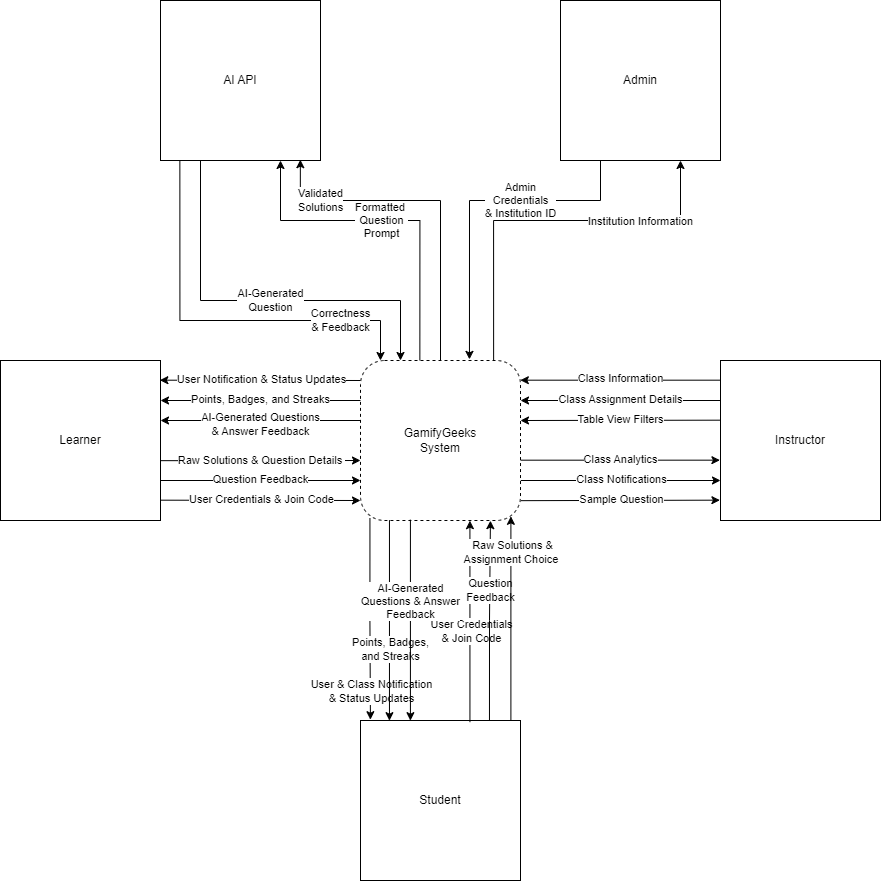 AI API
Admin
Validated
Solutions
Formatted
Question
Prompt
Admin
Credentials
& Institution ID
Institution Information
AI-Generated
Question
Correctness
& Feedback
User Notification & Status Updates
Points, Badges, and Streaks
AI-Generated Questions
& Answer Feedback
Raw Solutions & Question Details
Question Feedback
User Credentials & Join Code
Learner
GamifyGeeks
System
Class Information
Class Assignment Details
Table View Filters
Class Analytics
Class Notifications
Sample Question
Instructor
Raw Solutions &
Assignment Choice
Question
Feedback
User Credentials
& Join Code
AI-Generated
Questions & Answer
Feedback
Points, Badges,
and Streaks
User & Class Notification
& Status Updates
Student